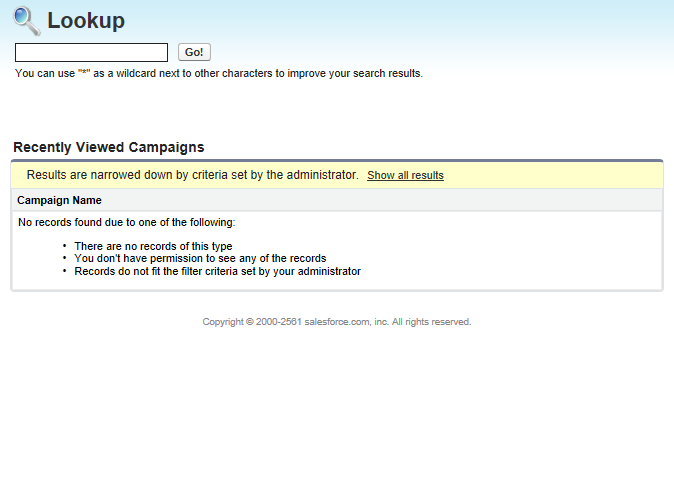 Lookup
Go!
You can use "*" as a wildcard next to other characters to improve your search results.
Recently Viewed Campaigns
Results are narrowed down by criteria set by the administrator. Show all results
Campaign Name
No records found due to one of the following:
• There are no records of this type
• You don't have permission to see any of the records
• Records do not fit the filter criteria set by your administrator
Copyright © 2000-2561 salesforce.com, inc. All rights reserved.